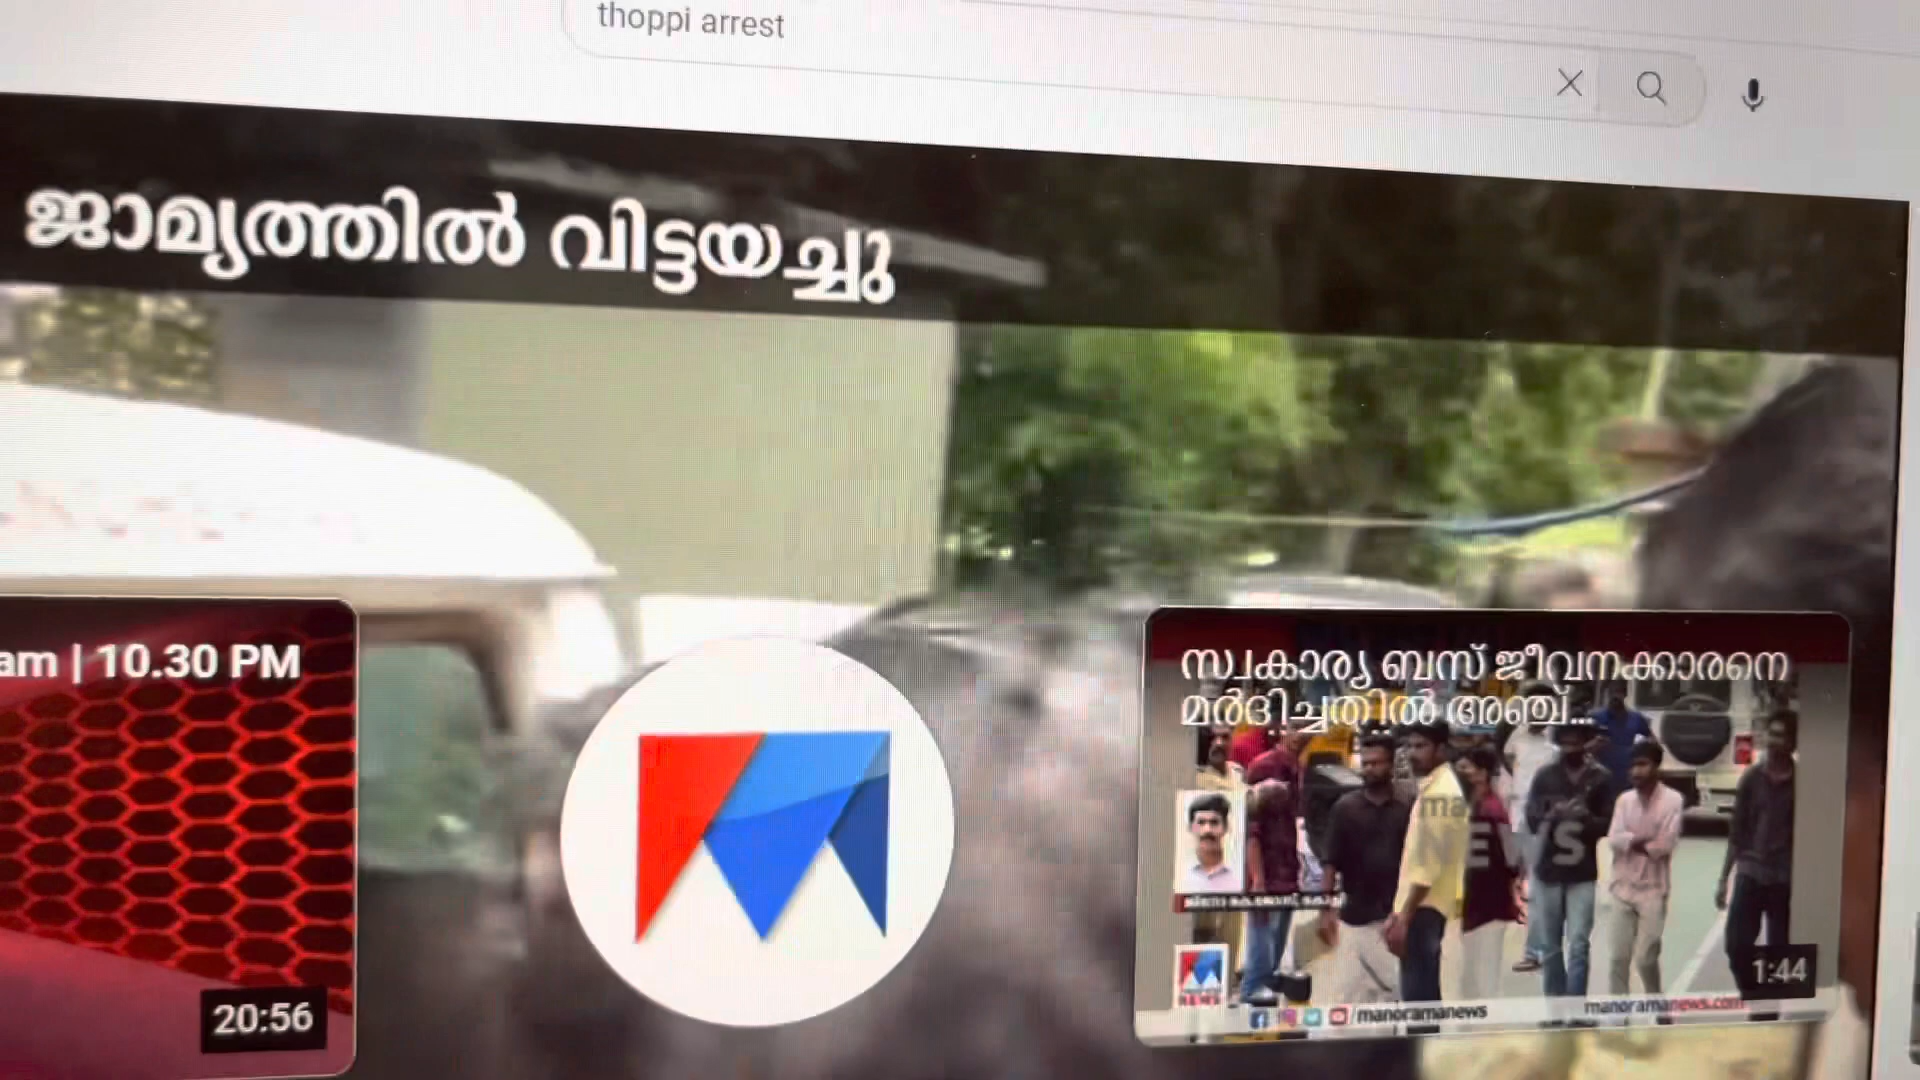 thoppi arrest
ജാമ്യത്തിൽ വിട്ടയച്ചു
am | 10.30 PM
20:56
സ്വകാര്യ ബസ് ജീവനക്കാരനെ
മർദിച്ചതിൽ അഞ്ച്...
NEWS
1:44
/manoramanews
manoramanews.com